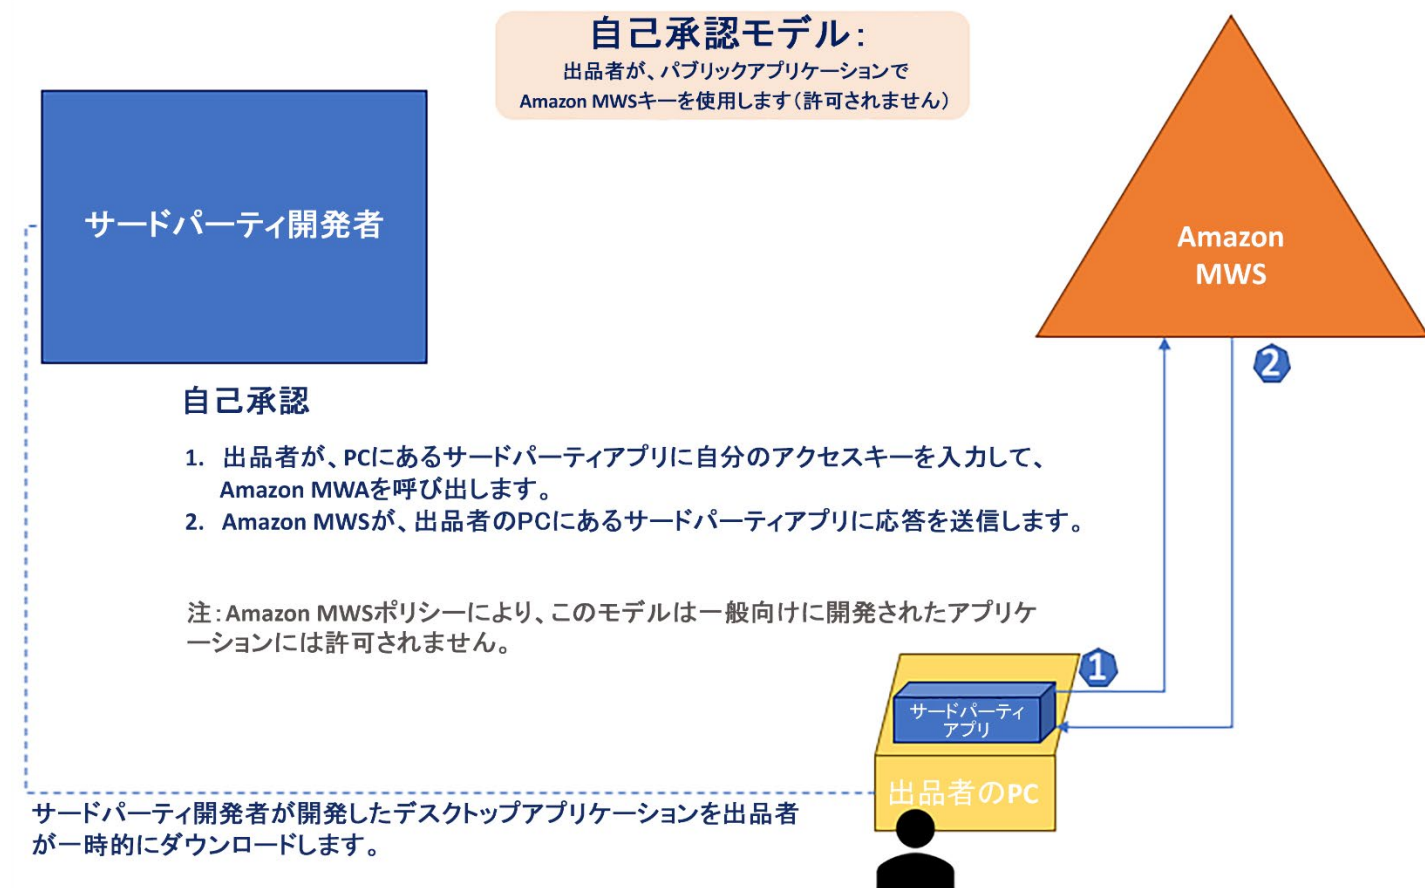 自己承認モデル：
出品者が、パブリックアプリケーションで
Amazon MWSキーを使用します（許可されません）
サードパーティ開発者
Amazon
MWS
2
自己承認
1. 出品者が、PCにあるサードパーティアプリに自分のアクセスキーを入力して、
Amazon MWAを呼び出します。
2. Amazon MWSが、出品者のPCにあるサードパーティアプリに応答を送信します。
注：Amazon MWSポリシーにより、このモデルは一般向けに開発されたアプリケ
ーションには許可されません。
1
サードパーティ
アプリ
出品者のPC
サードパーティ開発者が開発したデスクトップアプリケーションを出品者
が一時的にダウンロードします。